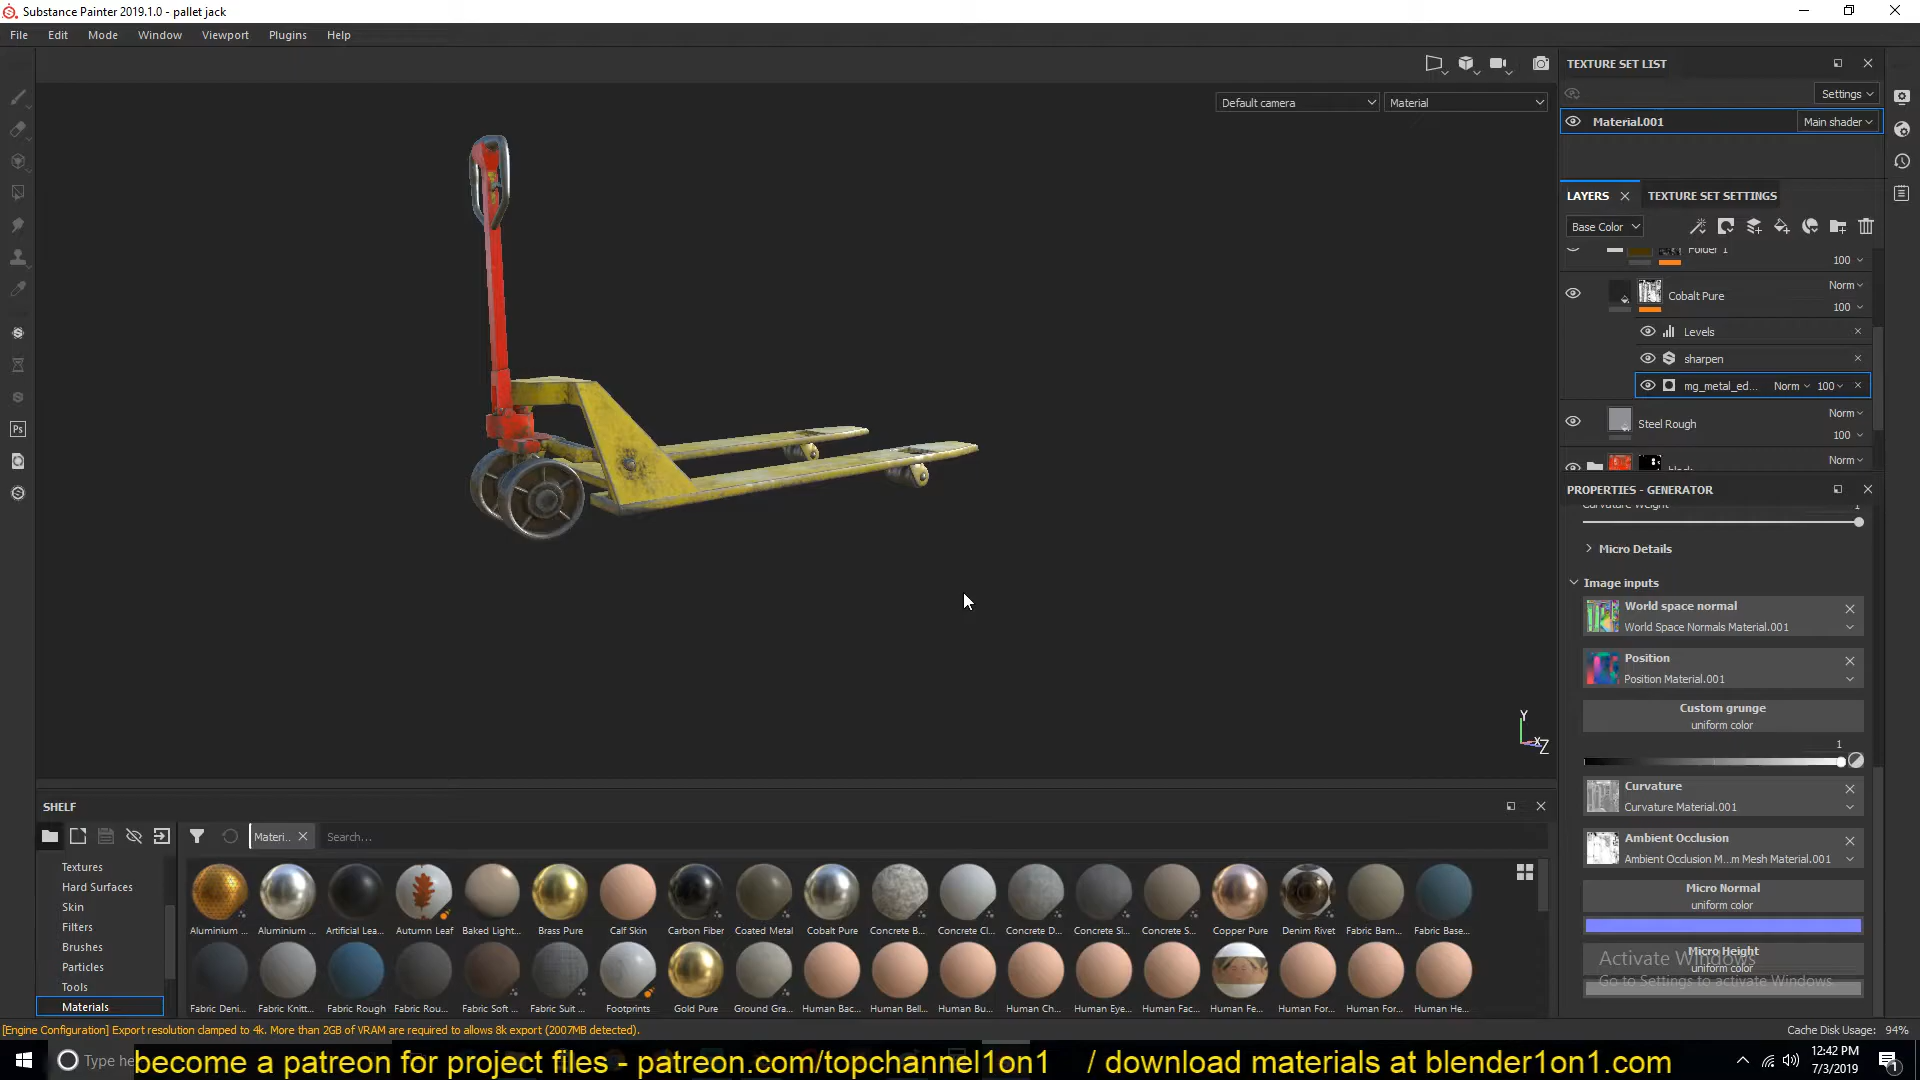 Substance Painter 2019.1.0 - pallet jack
File Edit Mode Window Viewport Plugins Help
Default camera Material
TEXTURE SET LIST
Settings
Material.001 Main shader
LAYERS TEXTURE SET SETTINGS
Base Color
Folder 1
100
Norm
Cobalt Pure
100
Levels
sharpen
mg_metal_ed... Norm 100
Norm
Steel Rough
100
Norm
PROPERTIES - GENERATOR
Curvature Weight 1
Micro Details
Image inputs
World space normal
World Space Normals Material.001
Position
Position Material.001
Custom grunge
uniform color
1
Curvature
Curvature Material.001
Ambient Occlusion
Ambient Occlusion M...m Mesh Material.001
Micro Normal
uniform color
Micro Height
uniform color
Activate Windows
Go to Settings to activate Windows.
Y
X
Z
SHELF
Materi... Search...
Textures
Hard Surfaces
Skin
Filters
Brushes
Particles
Tools
Materials
Aluminium ... Aluminium ... Artificial Lea... Autumn Leaf Baked Light... Brass Pure Calf Skin Carbon Fiber Coated Metal Cobalt Pure Concrete B... Concrete Cl... Concrete D... Concrete Si... Concrete S... Copper Pure Denim Rivet Fabric Bam... Fabric Base...
Fabric Deni... Fabric Knitt... Fabric Rough Fabric Rou... Fabric Soft ... Fabric Suit ... Footprints Gold Pure Ground Gra... Human Bac... Human Bell... Human Bu... Human Ch... Human Eye... Human Fac... Human Fe... Human For... Human For... Human He...
[Engine Configuration] Export resolution clamped to 4k. More than 2GB of VRAM are required to allows 8k export (2007MB detected).
Cache Disk Usage: 94%
Type he
become a patreon for project files - patreon.com/topchannel1on1 / download materials at blender1on1.com
12:42 PM
7/3/2019
1
Ps